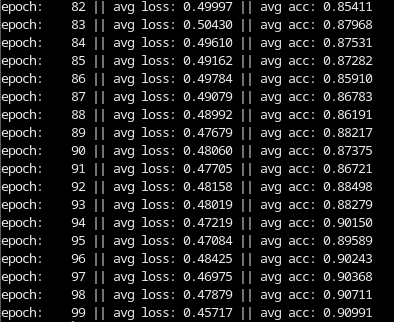 epoch:    82 || avg loss: 0.49997 || avg acc: 0.85411
epoch:    83 || avg loss: 0.50430 || avg acc: 0.87968
epoch:    84 || avg loss: 0.49610 || avg acc: 0.87531
epoch:    85 || avg loss: 0.49162 || avg acc: 0.87282
epoch:    86 || avg loss: 0.49784 || avg acc: 0.85910
epoch:    87 || avg loss: 0.49079 || avg acc: 0.86783
epoch:    88 || avg loss: 0.48992 || avg acc: 0.86191
epoch:    89 || avg loss: 0.47679 || avg acc: 0.88217
epoch:    90 || avg loss: 0.48060 || avg acc: 0.87375
epoch:    91 || avg loss: 0.47705 || avg acc: 0.86721
epoch:    92 || avg loss: 0.48158 || avg acc: 0.88498
epoch:    93 || avg loss: 0.48019 || avg acc: 0.88279
epoch:    94 || avg loss: 0.47219 || avg acc: 0.90150
epoch:    95 || avg loss: 0.47084 || avg acc: 0.89589
epoch:    96 || avg loss: 0.48425 || avg acc: 0.90243
epoch:    97 || avg loss: 0.46975 || avg acc: 0.90368
epoch:    98 || avg loss: 0.47879 || avg acc: 0.90711
epoch:    99 || avg loss: 0.45717 || avg acc: 0.90991